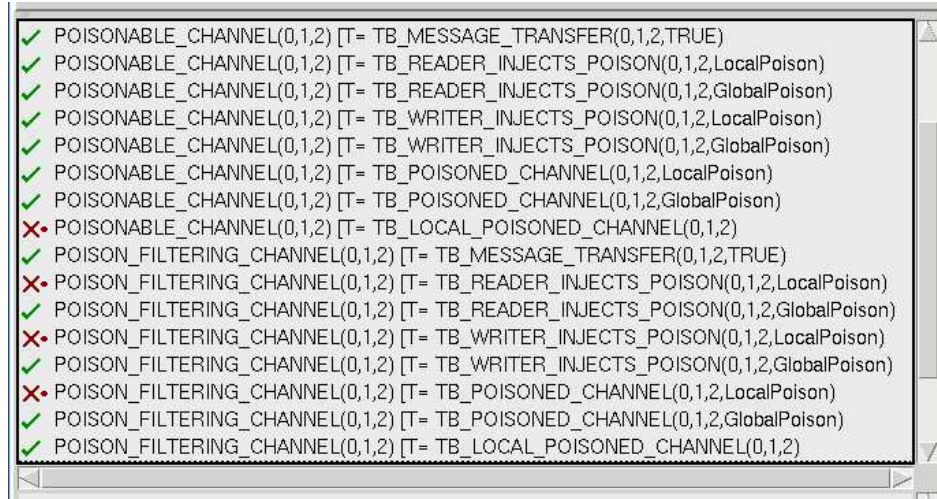 POISONABLE_CHANNEL(0,1,2) [T= TB_MESSAGE_TRANSFER(0,1,2,TRUE)
POISONABLE_CHANNEL(0,1,2) [T= TB_READER_INJECTS_POISON(0,1,2,LocalPoison)
POISONABLE_CHANNEL(0,1,2) [T= TB_READER_INJECTS_POISON(0,1,2,GlobalPoison)
POISONABLE_CHANNEL(0,1,2) [T= TB_WRITER_INJECTS_POISON(0,1,2,LocalPoison)
POISONABLE_CHANNEL(0,1,2) [T= TB_WRITER_INJECTS_POISON(0,1,2,GlobalPoison)
POISONABLE_CHANNEL(0,1,2) [T= TB_POISONED_CHANNEL(0,1,2,LocalPoison)
POISONABLE_CHANNEL(0,1,2) [T= TB_POISONED_CHANNEL(0,1,2,GlobalPoison)
POISONABLE_CHANNEL(0,1,2) [T= TB_LOCAL_POISONED_CHANNEL(0,1,2)
POISON_FILTERING_CHANNEL(0,1,2) [T= TB_MESSAGE_TRANSFER(0,1,2,TRUE)
POISON_FILTERING_CHANNEL(0,1,2) [T= TB_READER_INJECTS_POISON(0,1,2,LocalPoison)
POISON_FILTERING_CHANNEL(0,1,2) [T= TB_READER_INJECTS_POISON(0,1,2,GlobalPoison)
POISON_FILTERING_CHANNEL(0,1,2) [T= TB_WRITER_INJECTS_POISON(0,1,2,LocalPoison)
POISON_FILTERING_CHANNEL(0,1,2) [T= TB_WRITER_INJECTS_POISON(0,1,2,GlobalPoison)
POISON_FILTERING_CHANNEL(0,1,2) [T= TB_POISONED_CHANNEL(0,1,2,LocalPoison)
POISON_FILTERING_CHANNEL(0,1,2) [T= TB_POISONED_CHANNEL(0,1,2,GlobalPoison)
POISON_FILTERING_CHANNEL(0,1,2) [T= TB_LOCAL_POISONED_CHANNEL(0,1,2)